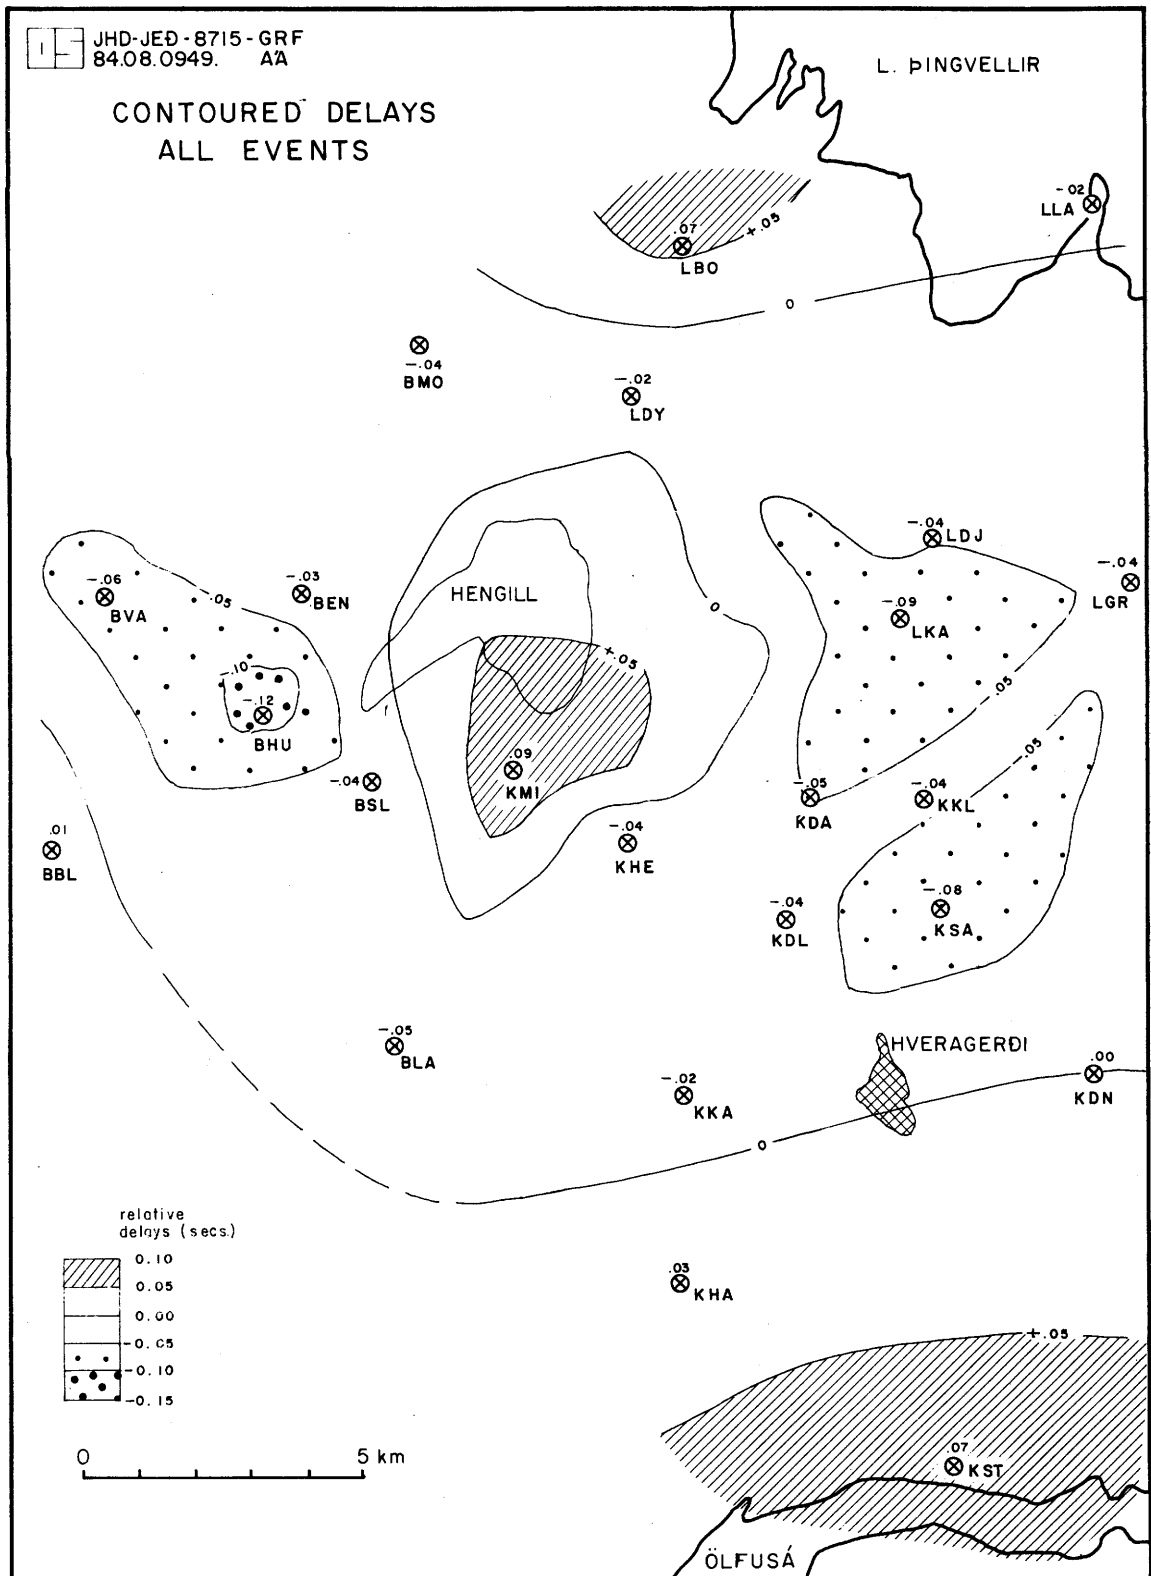 JHD-JEÐ-8715-GRF
84.08.0949. AÁ
CONTOURED DELAYS
ALL EVENTS
L. ÞINGVELLIR
-.02
LLA
.07
LBO
+.05
0
-.04
BMO
-.02
LDY
-.04
LDJ
-.04
LGR
-.06
BVA
-.05
-.03
BEN
HENGILL
0
-.09
LKA
+.05
-.10
-.12
BHU
-.05
-.04
BSL
.09
KMI
-.05
KDA
-.04
KKL
-.05
.01
BBL
-.04
KHE
-.04
KDL
-.08
KSA
-.05
BLA
HVERAGERÐI
.00
KDN
-.02
KKA
0
relative
delays (secs.)
0.10
0.05
0.00
-0.05
-0.10
-0.15
.03
KHA
+.05
0 5 km
.07
KST
ÖLFUSÁ